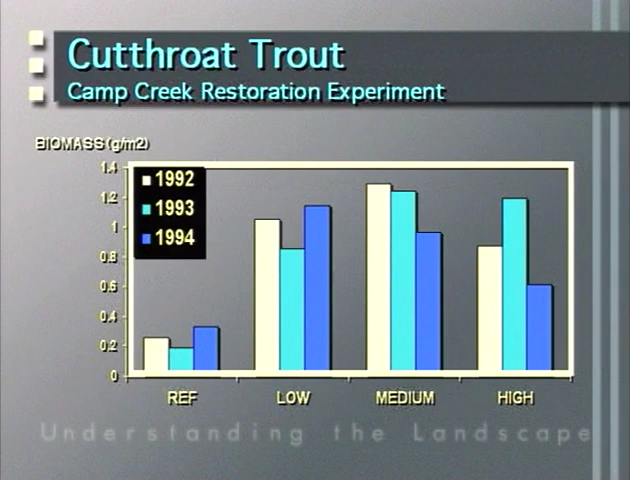 Cutthroat Trout
Camp Creek Restoration Experiment
BIOMASS (g/m2)
1.4
1.2
1
0.8
0.6
0.4
0.2
0
1992
1993
1994
REF LOW MEDIUM HIGH
Understanding the Landscape